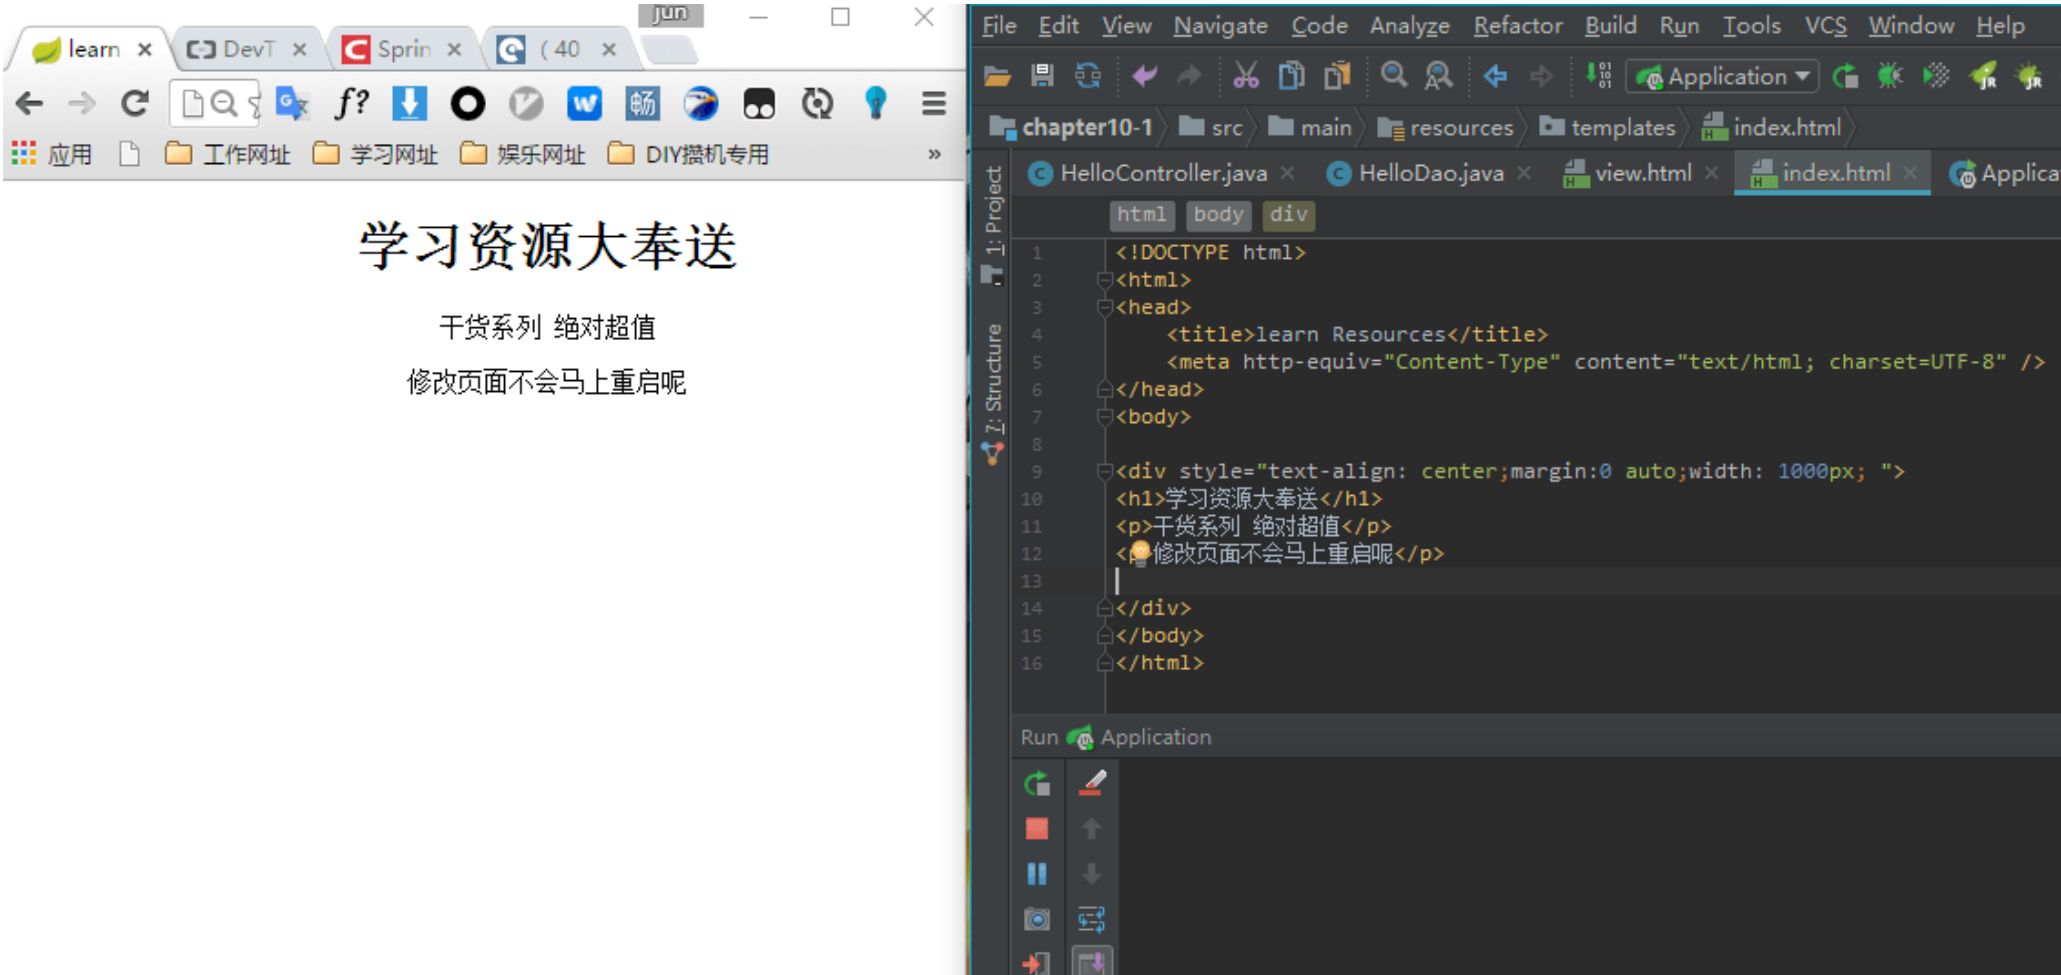 jun
learn
DevT
Sprin
( 40
f?
w
畅
应用
工作网址
学习网址
娱乐网址
DIY攒机专用
»
学习资源大奉送
干货系列 绝对超值
修改页面不会马上重启呢
File Edit View Navigate Code Analyze Refactor Build Run Tools VCS Window Help
Application
chapter10-1 src main resources templates index.html
HelloController.java HelloDao.java view.html index.html Applica
html body div
1: Project
7: Structure
1 <!DOCTYPE html>
2 <html>
3 <head>
4 <title>learn Resources</title>
5 <meta http-equiv="Content-Type" content="text/html; charset=UTF-8" />
6 </head>
7 <body>
8
9 <div style="text-align: center;margin:0 auto;width: 1000px; ">
10 <h1>学习资源大奉送</h1>
11 <p>干货系列 绝对超值</p>
12 <p 修改页面不会马上重启呢</p>
13
14 </div>
15 </body>
16 </html>
Run Application